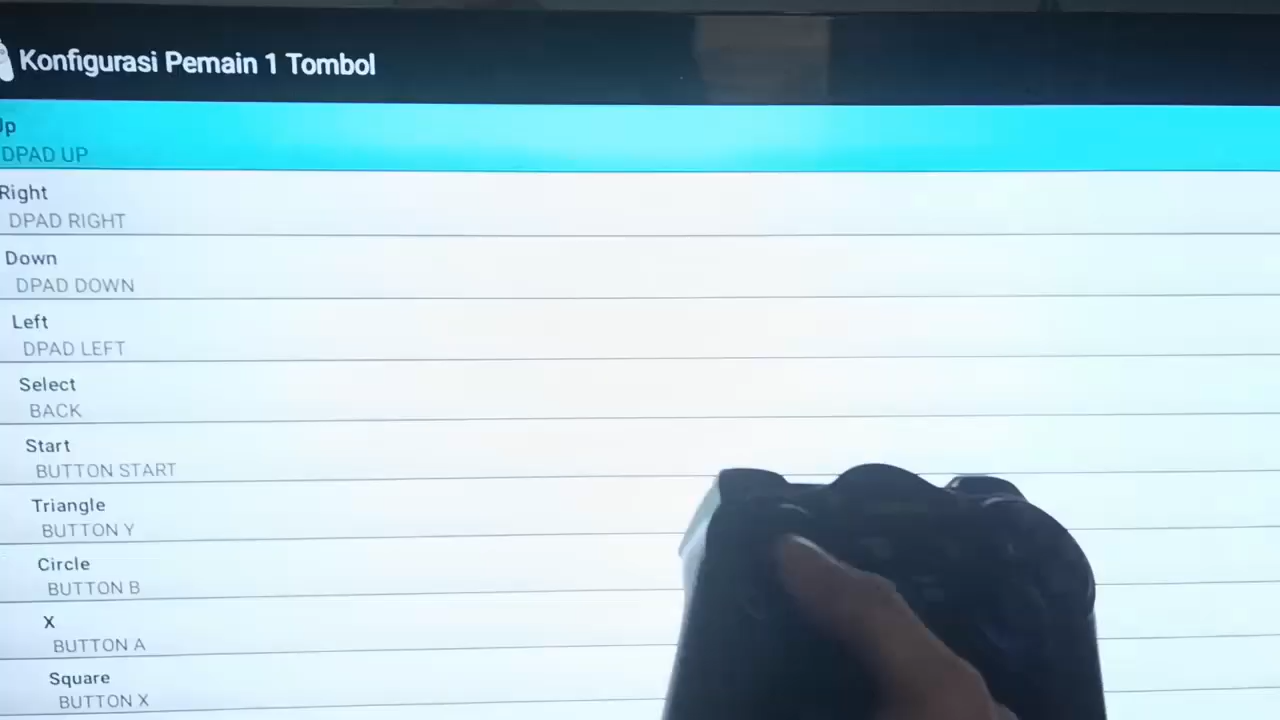 Konfigurasi Pemain 1 Tombol
Up
DPAD UP
Right
DPAD RIGHT
Down
DPAD DOWN
Left
DPAD LEFT
Select
BACK
Start
BUTTON START
Triangle
BUTTON Y
Circle
BUTTON B
X
BUTTON A
Square
BUTTON X